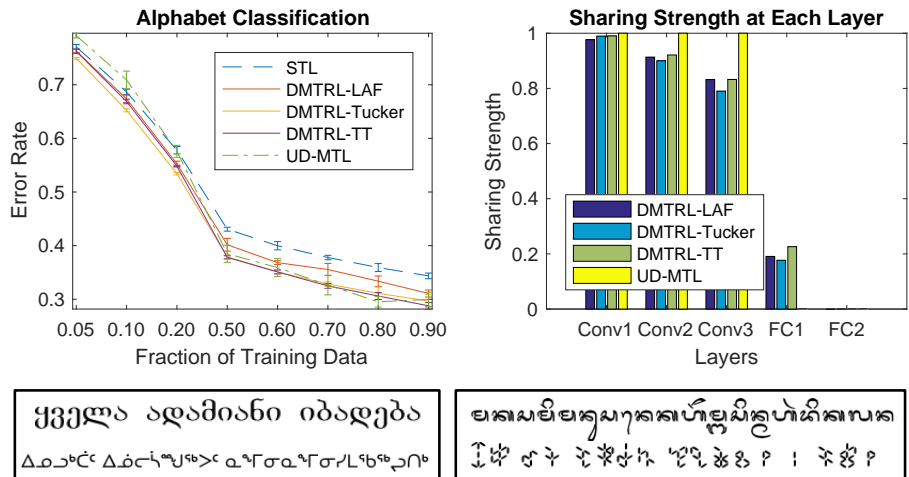 Alphabet Classification
Error Rate
0.7
0.6
0.5
0.4
0.3
STL
DMTRL-LAF
DMTRL-Tucker
DMTRL-TT
UD-MTL
0.05 0.10 0.20 0.50 0.60 0.70 0.80 0.90
Fraction of Training Data
Sharing Strength at Each Layer
Sharing Strength
1
0.8
0.6
0.4
0.2
0
DMTRL-LAF
DMTRL-Tucker
DMTRL-TT
UD-MTL
Conv1 Conv2 Conv3 FC1 FC2
Layers
ყველა ადამიანი იბადება